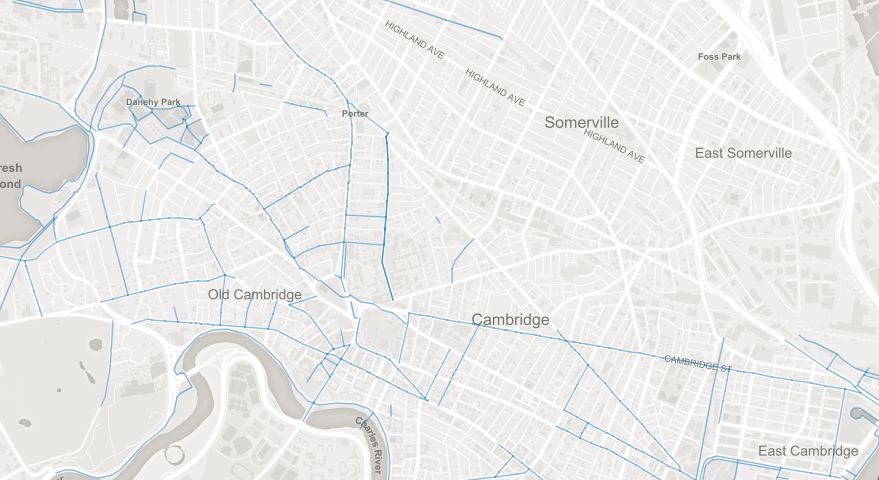 HIGHLAND AVE
Foss Park
HIGHLAND AVE
Danehy Park
Porter
Somerville
HIGHLAND AVE
East Somerville
resh
ond
Old Cambridge
Cambridge
CAMBRIDGE ST
Charles River
East Cambridge